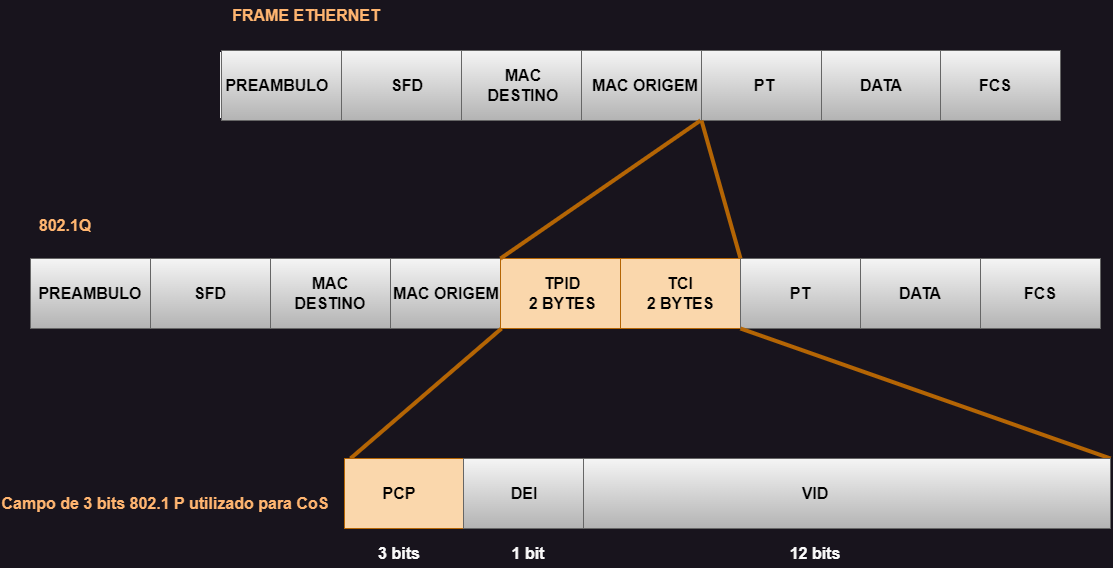 FRAME ETHERNET
PREAMBULO
SFD
MAC
DESTINO
MAC ORIGEM
PT
DATA
FCS
802.1Q
PREAMBULO
SFD
MAC
DESTINO
MAC ORIGEM
TPID
2 BYTES
TCI
2 BYTES
PT
DATA
FCS
Campo de 3 bits 802.1 P utilizado para CoS
PCP
DEI
VID
3 bits
1 bit
12 bits